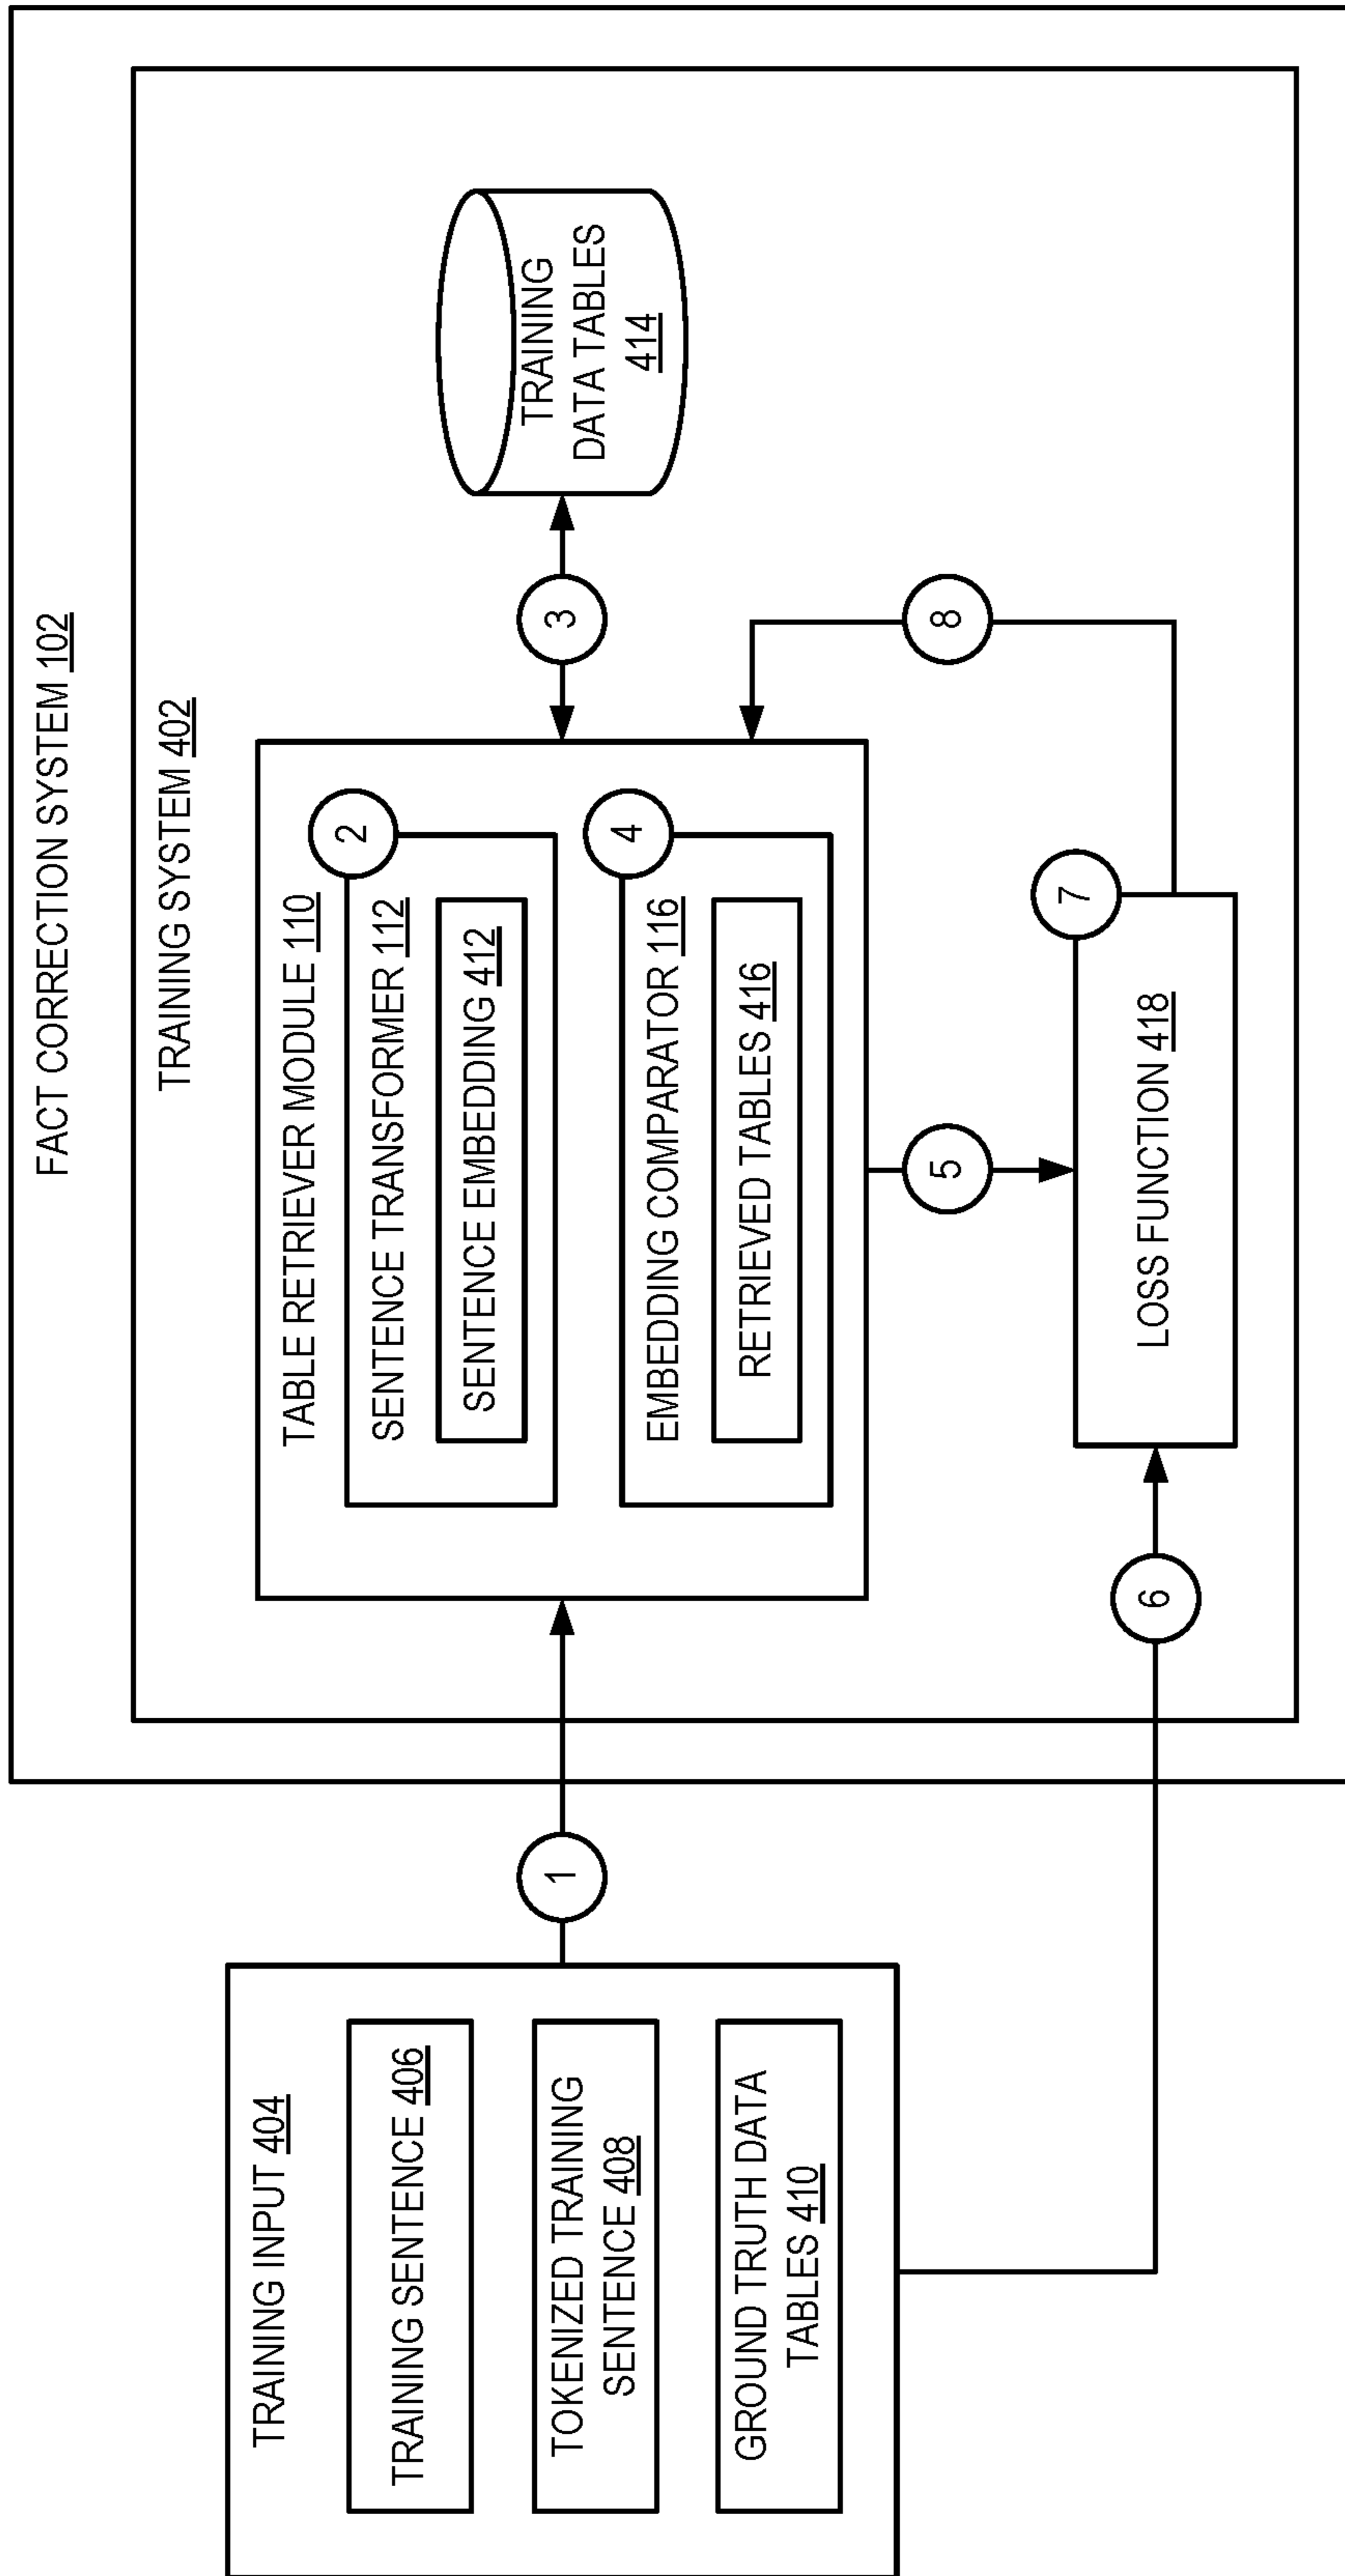 FACT CORRECTION SYSTEM 102
TRAINING SYSTEM 402
TRAINING INPUT 404
TRAINING SENTENCE 406
TOKENIZED TRAINING
SENTENCE 408
GROUND TRUTH DATA
TABLES 410
1
TABLE RETRIEVER MODULE 110
2
SENTENCE TRANSFORMER 112
SENTENCE EMBEDDING 412
4
EMBEDDING COMPARATOR 116
RETRIEVED TABLES 416
3
TRAINING
DATA TABLES
414
5
6
7
LOSS FUNCTION 418
8